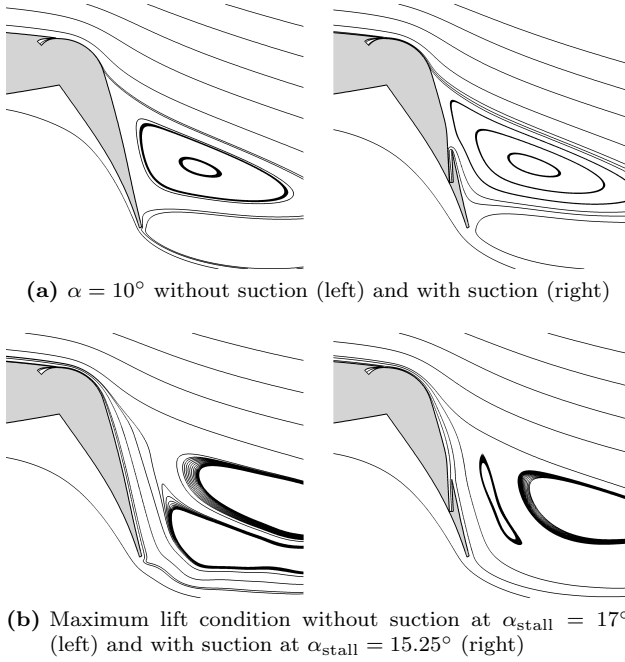 (a) α = 10° without suction (left) and with suction (right)
(b) Maximum lift condition without suction at α_stall = 17°
(left) and with suction at α_stall = 15.25° (right)